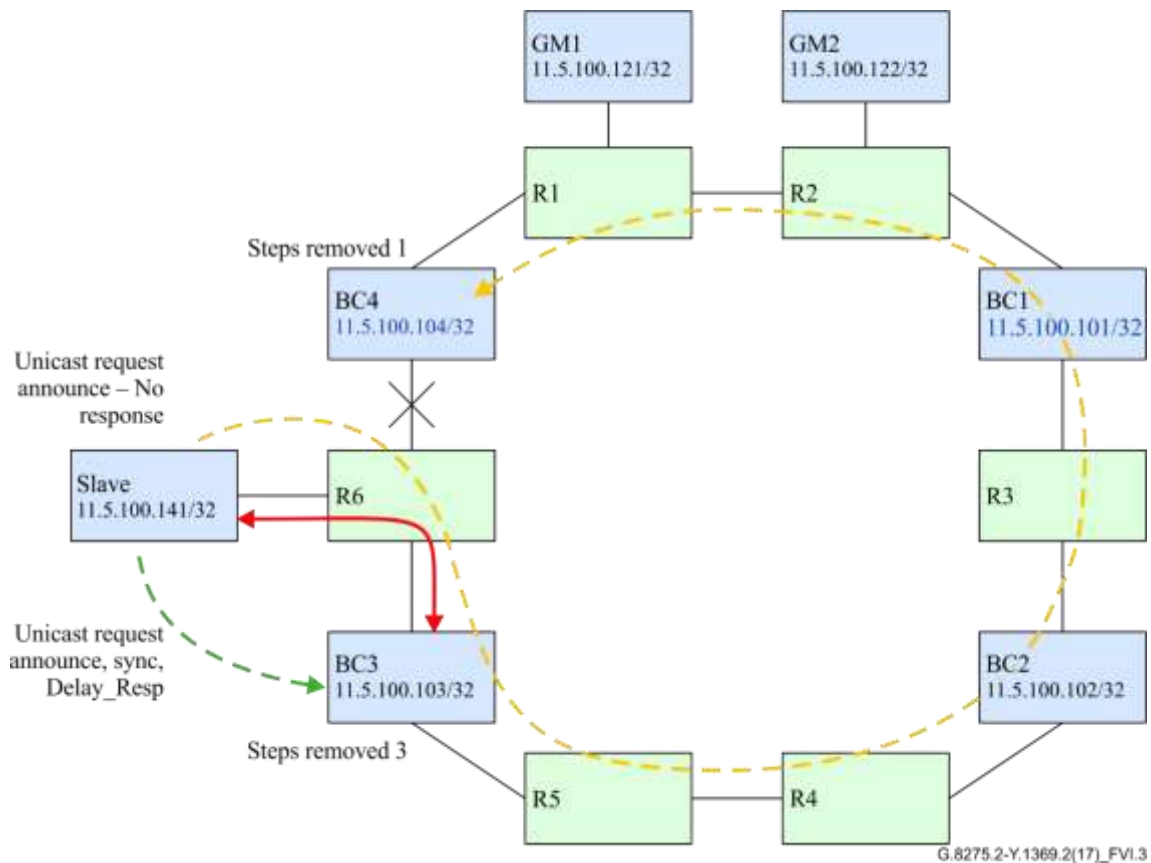 GM1
11.5.100.121/32
GM2
11.5.100.122/32
R1
R2
Steps removed 1
BC4
11.5.100.104/32
BC1
11.5.100.101/32
Unicast request
announce – No
response
Slave
11.5.100.141/32
R6
R3
Unicast request
announce, sync,
Delay_Resp
BC3
11.5.100.103/32
BC2
11.5.100.102/32
Steps removed 3
R5
R4
G.8275.2-Y.1369.2(17)_FVI.3